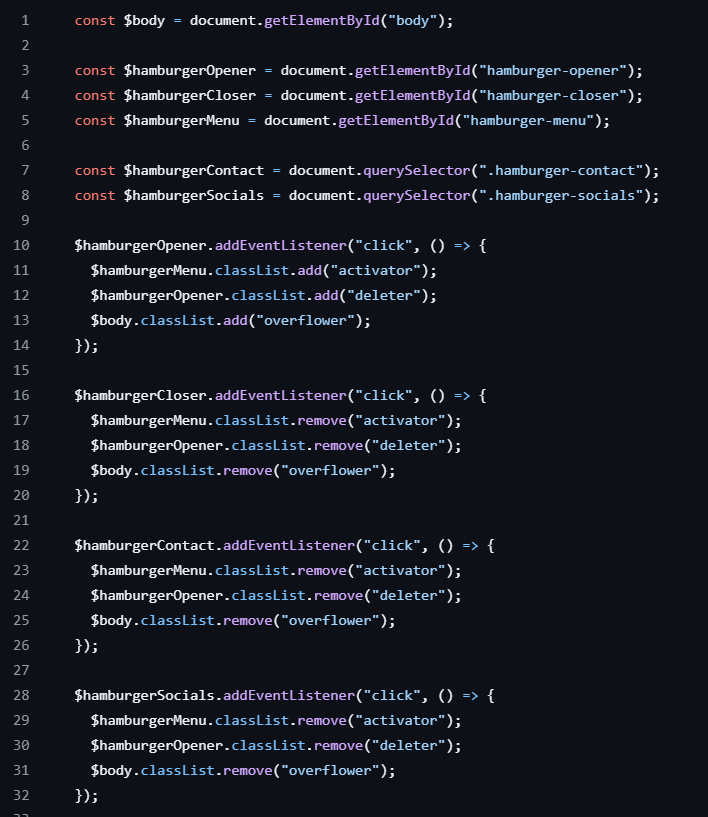 1 const $body = document.getElementById("body");
2
3 const $hamburgerOpener = document.getElementById("hamburger-opener");
4 const $hamburgerCloser = document.getElementById("hamburger-closer");
5 const $hamburgerMenu = document.getElementById("hamburger-menu");
6
7 const $hamburgerContact = document.querySelector(".hamburger-contact");
8 const $hamburgerSocials = document.querySelector(".hamburger-socials");
9
10 $hamburgerOpener.addEventListener("click", () => {
11   $hamburgerMenu.classList.add("activator");
12   $hamburgerOpener.classList.add("deleter");
13   $body.classList.add("overflower");
14 });
15
16 $hamburgerCloser.addEventListener("click", () => {
17   $hamburgerMenu.classList.remove("activator");
18   $hamburgerOpener.classList.remove("deleter");
19   $body.classList.remove("overflower");
20 });
21
22 $hamburgerContact.addEventListener("click", () => {
23   $hamburgerMenu.classList.remove("activator");
24   $hamburgerOpener.classList.remove("deleter");
25   $body.classList.remove("overflower");
26 });
27
28 $hamburgerSocials.addEventListener("click", () => {
29   $hamburgerMenu.classList.remove("activator");
30   $hamburgerOpener.classList.remove("deleter");
31   $body.classList.remove("overflower");
32 });